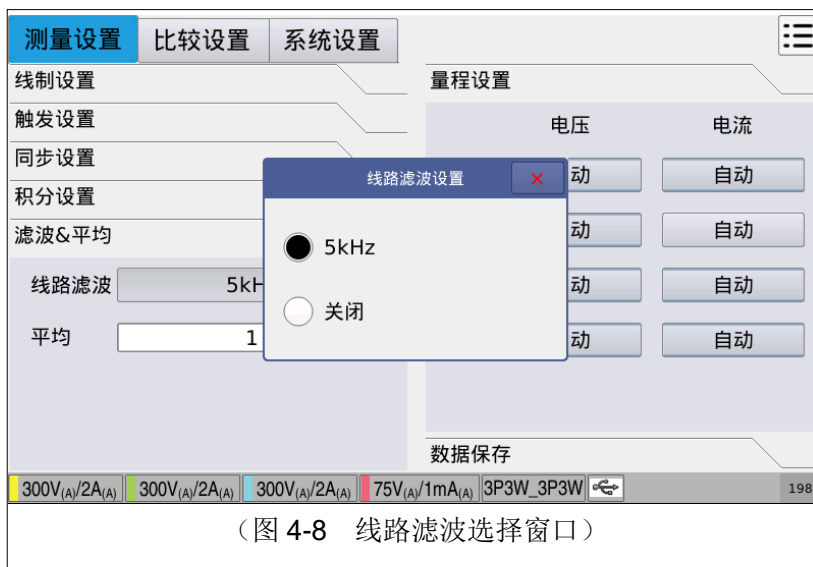 测量设置 比较设置 系统设置
线制设置
触发设置
同步设置
积分设置
滤波&平均
线路滤波 5kH
平均 1
量程设置
电压 电流
动 自动
动 自动
动 自动
动 自动
数据保存
线路滤波设置 ×
5kHz
关闭
300V(A)/2A(A) 300V(A)/2A(A) 300V(A)/2A(A) 75V(A)/1mA(A) 3P3W_3P3W 198
（图 4-8 线路滤波选择窗口）